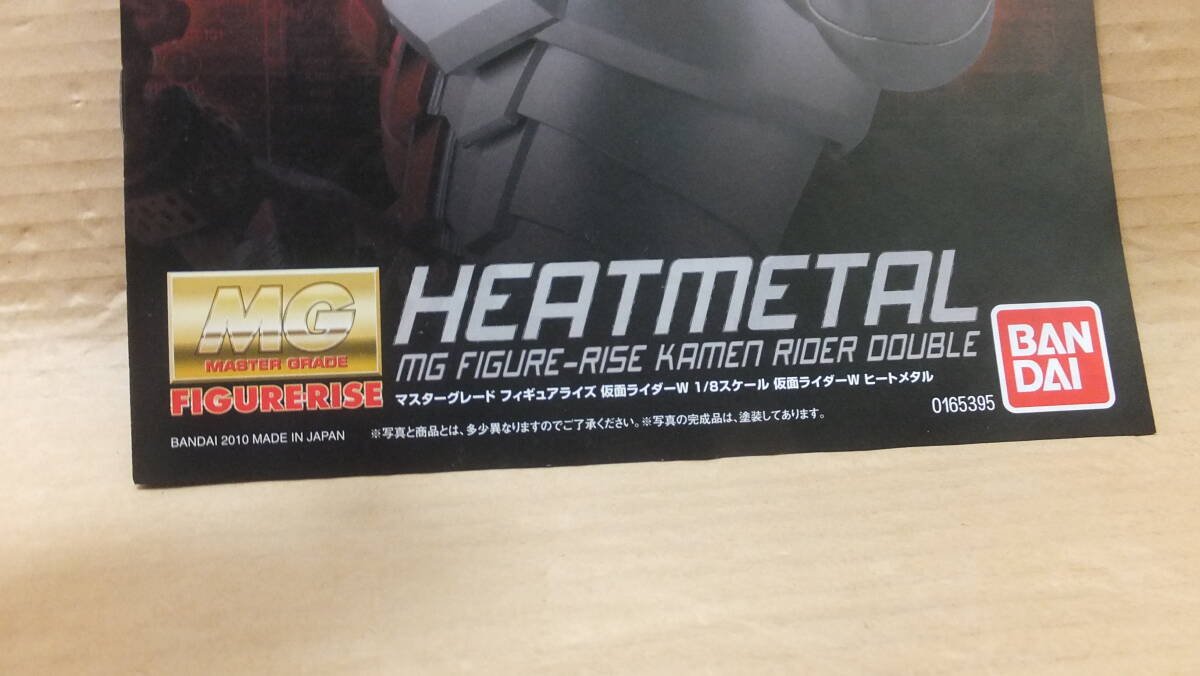 HEATMETAL
MG FIGURE-RISE KAMEN RIDER DOUBLE
マスターグレード フィギュアライズ 仮面ライダーW 1/8スケール 仮面ライダーW ヒートメタル
MG
MASTER GRADE
FIGURE-RISE
BANDAI 2010 MADE IN JAPAN
※写真と商品とは、多少異なりますのでご了承ください。※写真の完成品は、塗装してあります。
0165395
BAN
DAI